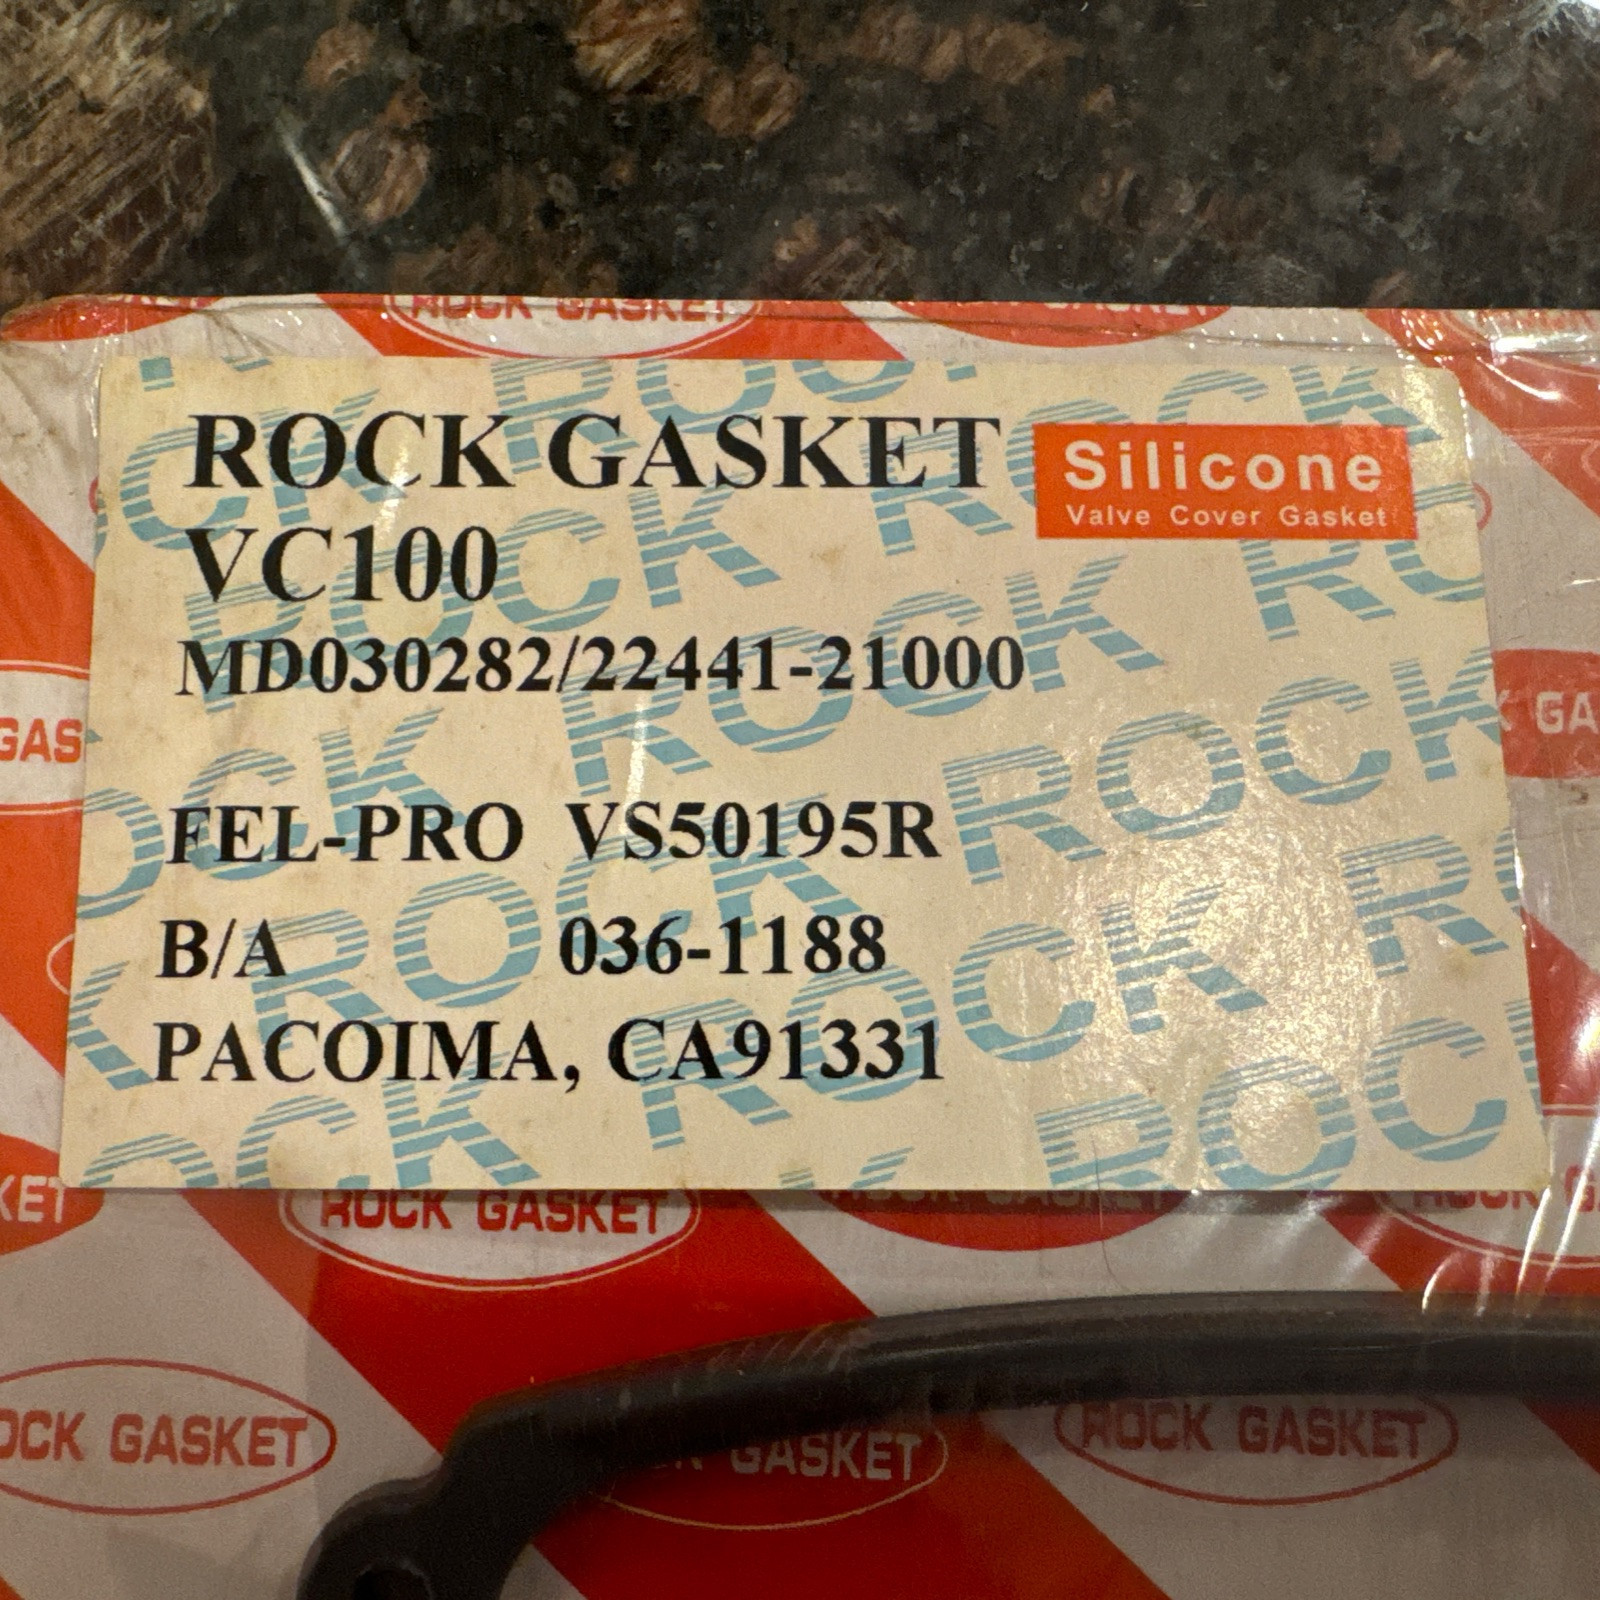 ROCK GASKET
Silicone
Valve Cover Gasket
VC100
MD030282/22441-21000
FEL-PRO VS50195R
B/A 036-1188
PACOIMA, CA91331
ROCK GASKET
ROCK GASKET
GASKET
ROCK GASKET